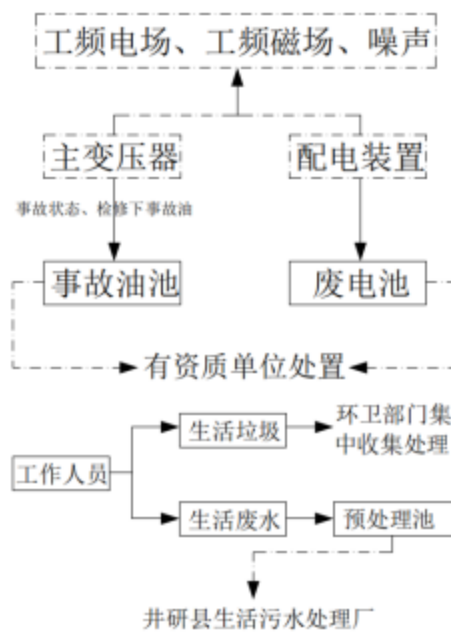 工频电场、工频磁场、噪声
主变压器
配电装置
事故状态、检修下事故油
事故油池
废电池
有资质单位处置
生活垃圾
环卫部门集
中收集处理
工作人员
生活废水
预处理池
井研县生活污水处理厂